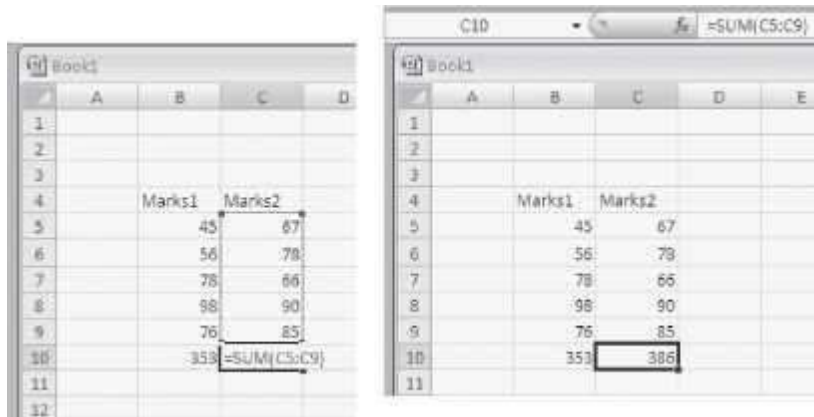 Book1
A B C D
1
2
3
4 Marks1 Marks2
5 45 67
6 56 78
7 78 66
8 98 90
9 76 85
10 353 =SUM(C5:C9)
11
12
C10 fx =SUM(C5:C9)
Book1
A B C D E
1
2
3
4 Marks1 Marks2
5 45 67
6 56 78
7 78 66
8 98 90
9 76 85
10 353 386
11